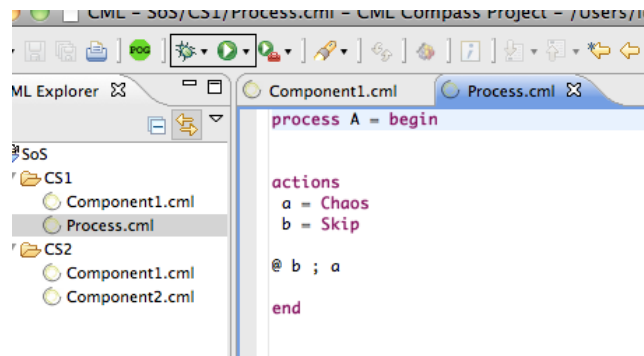 CML - SoS/CS1/Process.cml - CML Compass Project - /Users/
POG
ML Explorer
SoS
CS1
Component1.cml
Process.cml
CS2
Component1.cml
Component2.cml
Component1.cml
Process.cml
process A = begin
actions
a = Chaos
b = Skip
@ b ; a
end